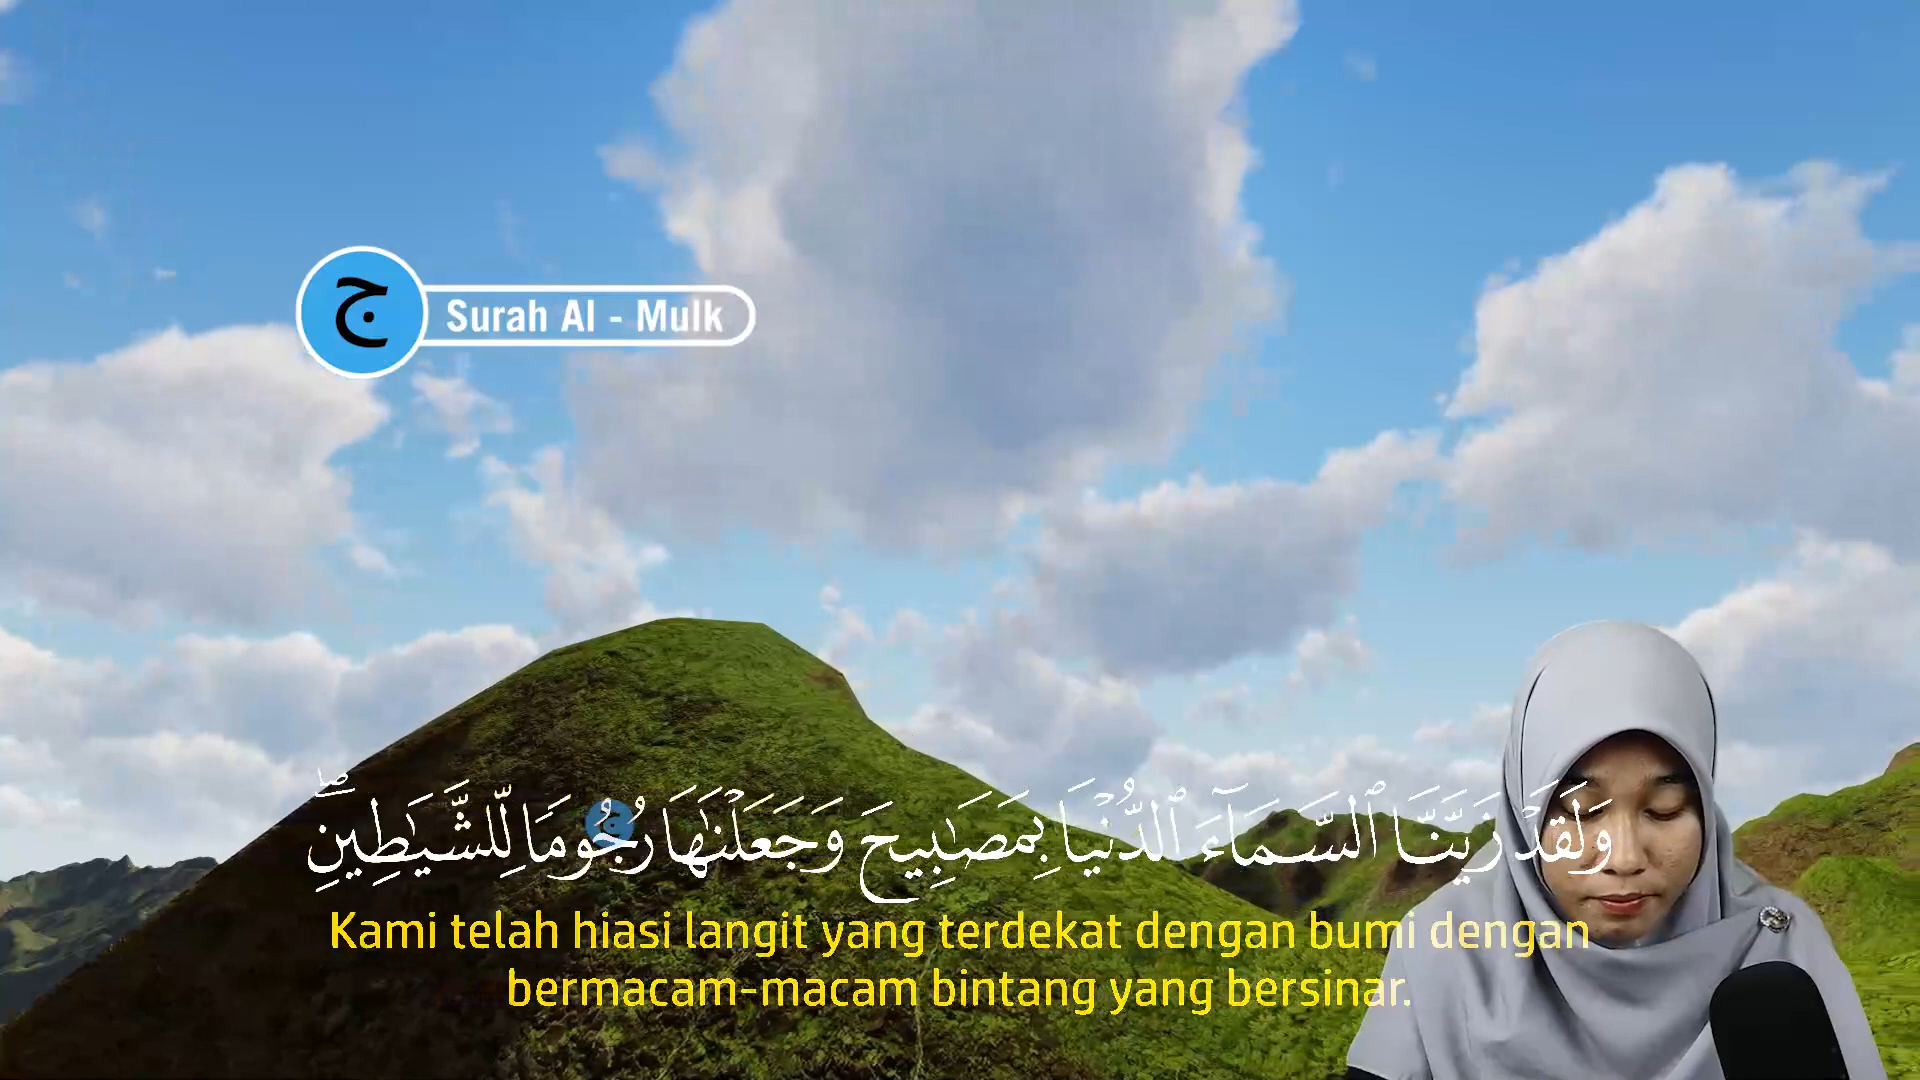 ج
Surah Al - Mulk
وَلَقَدۡ زَيَّنَّا ٱلسَّمَآءَ ٱلدُّنۡيَا بِمَصَٰبِيحَ وَجَعَلۡنَٰهَا رُجُومٗا لِّلشَّيَٰطِينِۖ
Kami telah hiasi langit yang terdekat dengan bumi dengan
bermacam-macam bintang yang bersinar.